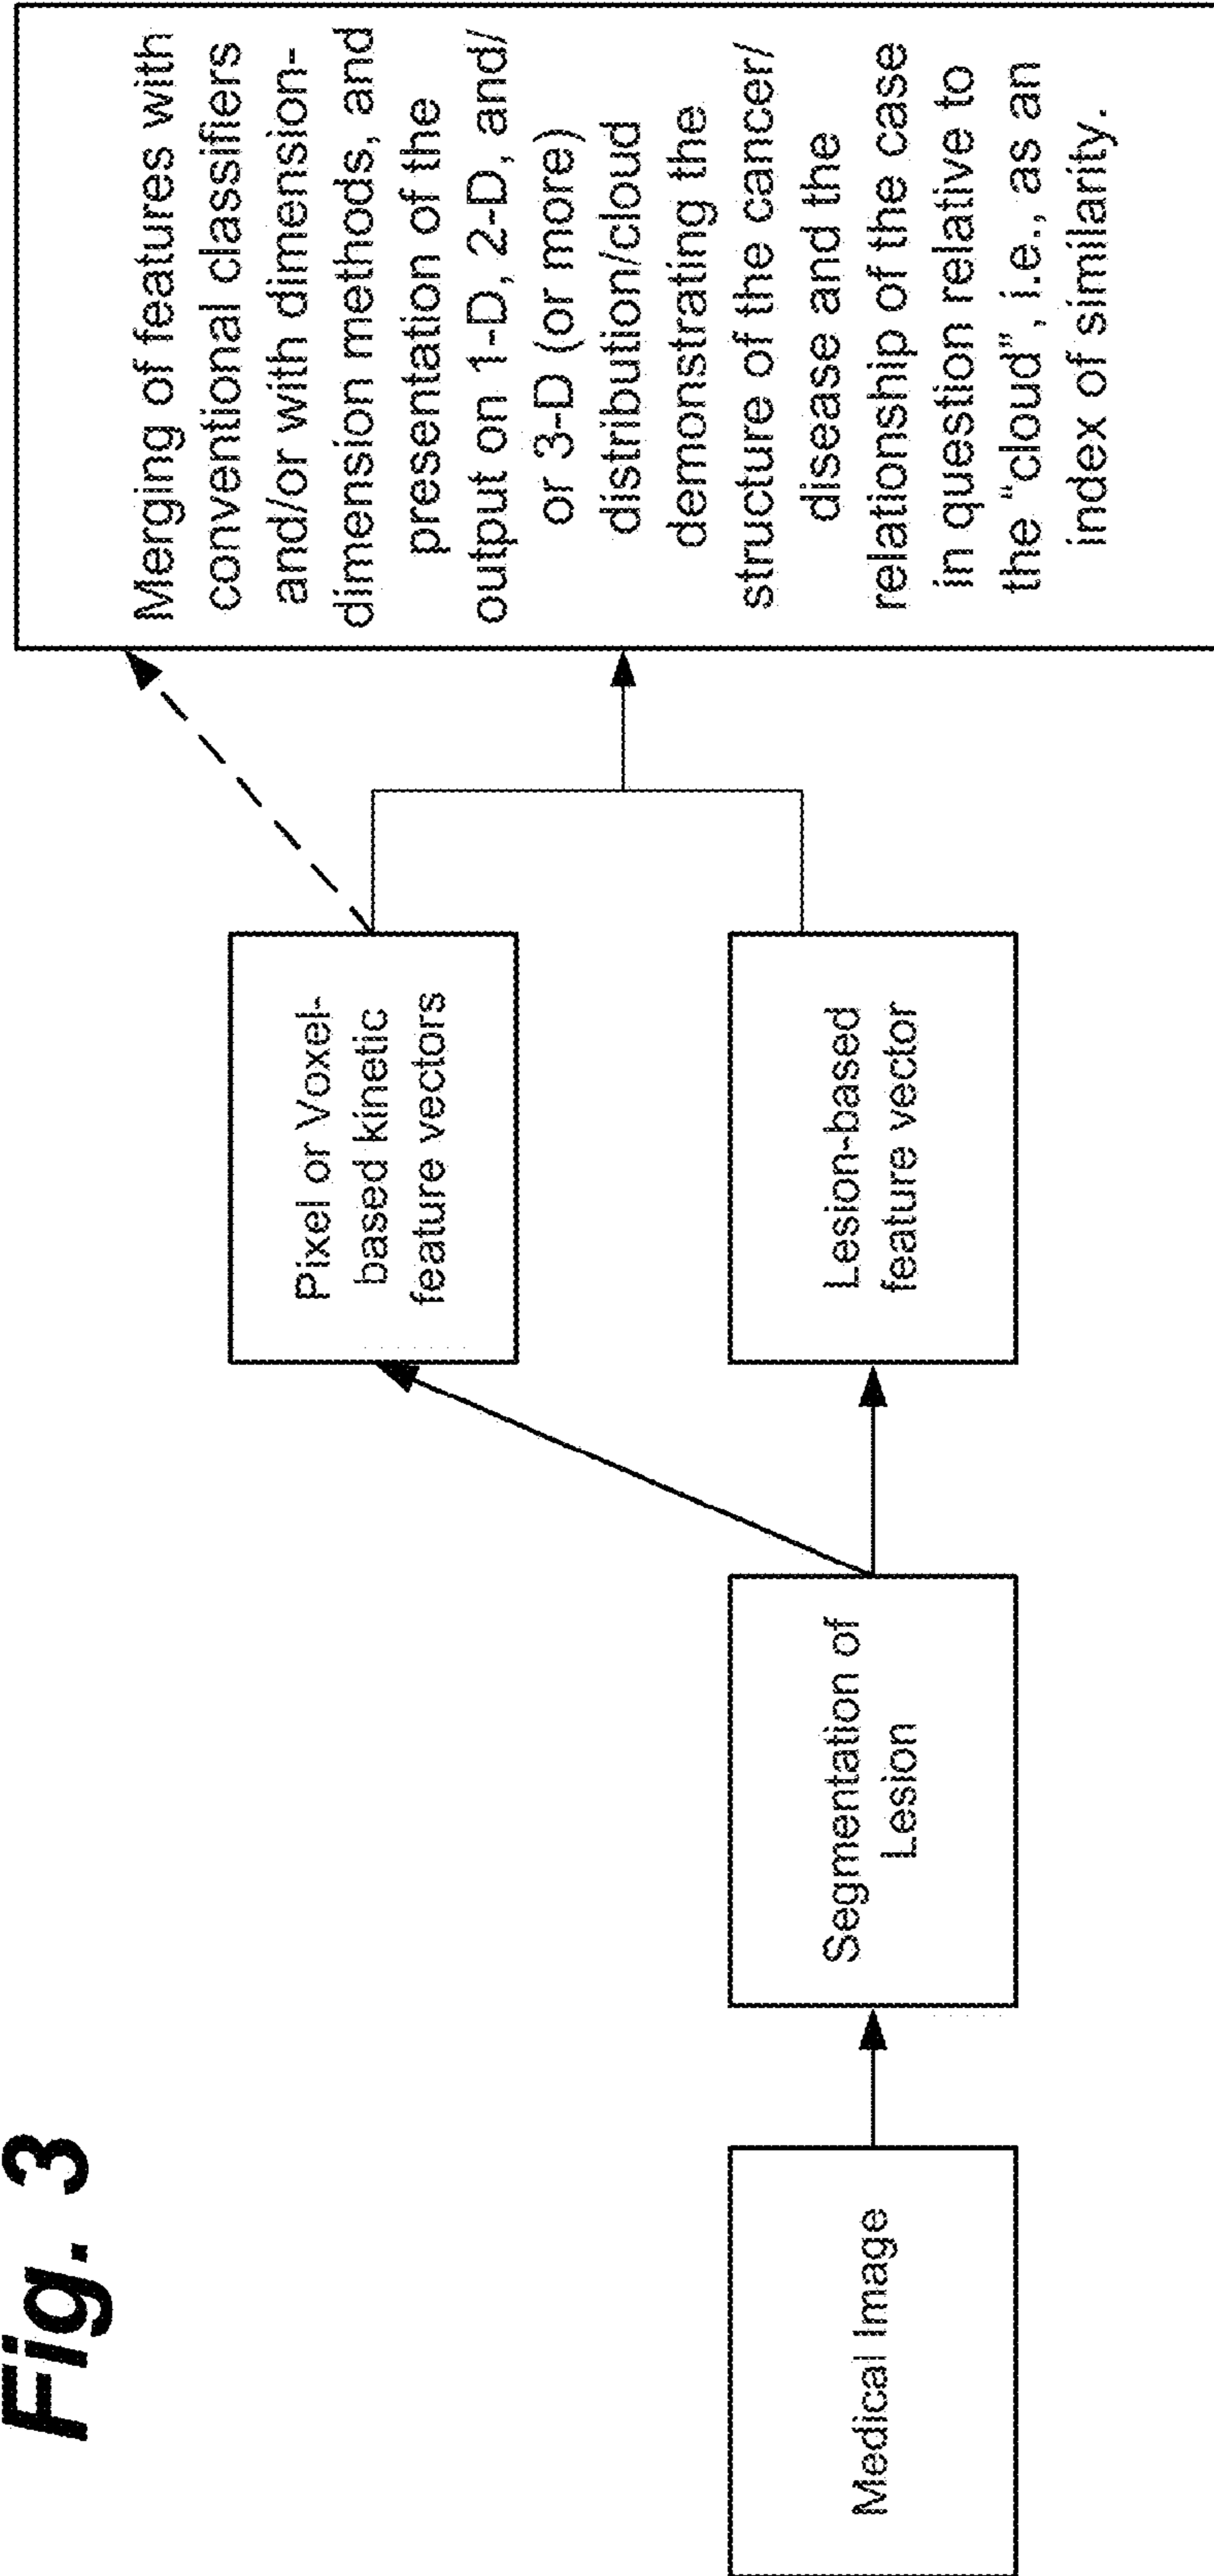 Fig. 3
Medical Image
Segmentation of
Lesion
Pixel or Voxel-
based kinetic
feature vectors
Lesion-based
feature vector
Merging of features with
conventional classifiers
and/or with dimension-
dimension methods, and
presentation of the
output on 1-D, 2-D, and/
or 3-D (or more)
distribution/cloud
demonstrating the
structure of the cancer/
disease and the
relationship of the case
in question relative to
the "cloud", i.e., as an
index of similarity.